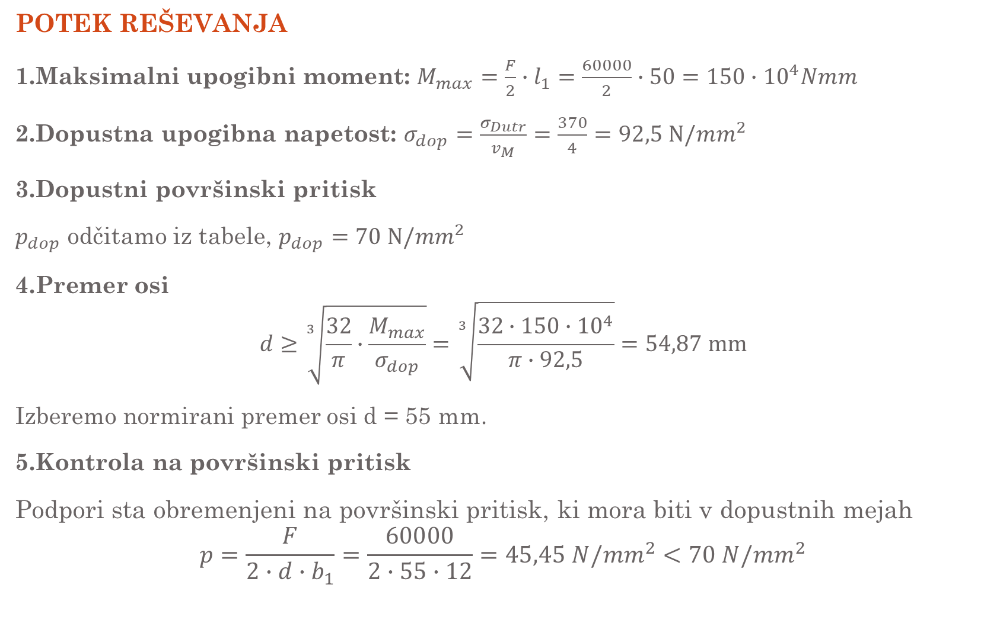 POTEK REŠEVANJA
1.Maksimalni upogibni moment: $M_{max} = \frac{F}{2} \cdot l_1 = \frac{60000}{2} \cdot 50 = 150 \cdot 10^4 Nmm$
2.Dopustna upogibna napetost: $\sigma_{dop} = \frac{\sigma_{Dutr}}{v_M} = \frac{370}{4} = 92,5 \text{ N}/mm^2$
3.Dopustni površinski pritisk
$p_{dop}$ odčitamo iz tabele, $p_{dop} = 70 \text{ N}/mm^2$
4.Premer osi
$d \geq \sqrt[3]{\frac{32}{\pi} \cdot \frac{M_{max}}{\sigma_{dop}}} = \sqrt[3]{\frac{32 \cdot 150 \cdot 10^4}{\pi \cdot 92,5}} = 54,87 \text{ mm}$
Izberemo normirani premer osi d = 55 mm.
5.Kontrola na površinski pritisk
Podpori sta obremenjeni na površinski pritisk, ki mora biti v dopustnih mejah
$p = \frac{F}{2 \cdot d \cdot b_1} = \frac{60000}{2 \cdot 55 \cdot 12} = 45,45 \ N/mm^2 < 70 \ N/mm^2$